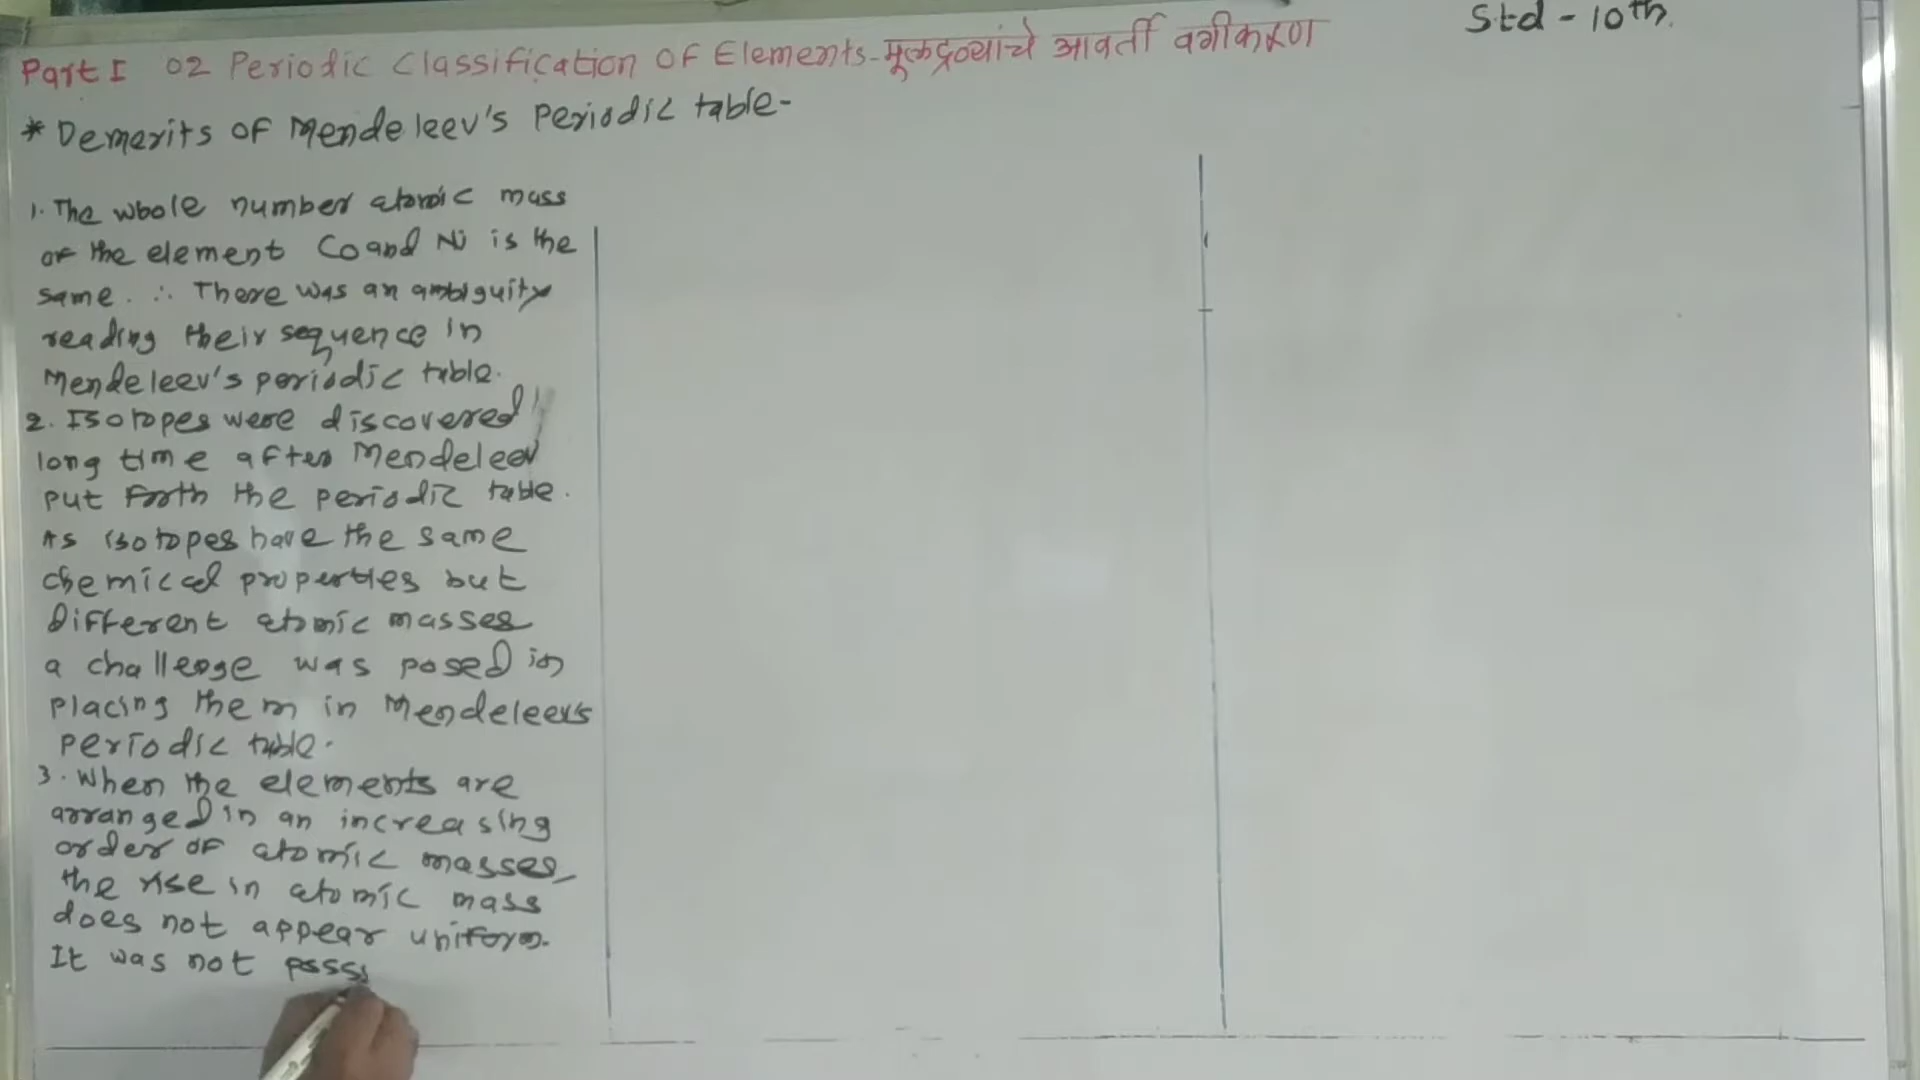 Part I 02 Periodic Classification Of Elements - मूलद्रव्यांचे आवर्ती वर्गीकरण
Std - 10th.
* Demerits of Mendeleev's Periodic table-
1. The whole number atomic mass
of the element Co and Ni is the
same. ∴ There was an ambiguity
reading their sequence in
Mendeleev's periodic table.
2. Isotopes were discovered
long time after Mendeleev
put forth the periodic table.
As isotopes have the same
chemical properties but
different atomic masses
a challenge was posed in
placing them in Mendeleev's
periodic table.
3. When the elements are
arranged in an increasing
order of atomic masses,
the rise in atomic mass
does not appear uniform.
It was not possi